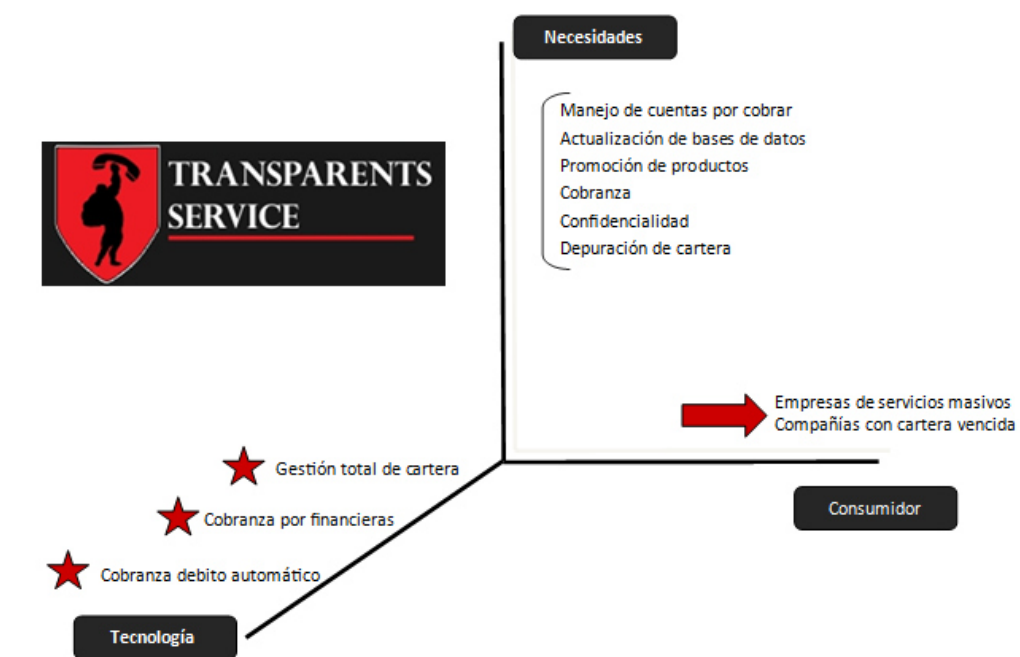 Necesidades
Manejo de cuentas por cobrar
Actualización de bases de datos
Promoción de productos
Cobranza
Confidencialidad
Depuración de cartera
TRANSPARENTS
SERVICE
Empresas de servicios masivos
Compañías con cartera vencida
Gestión total de cartera
Consumidor
Cobranza por financieras
Cobranza debito automático
Tecnología